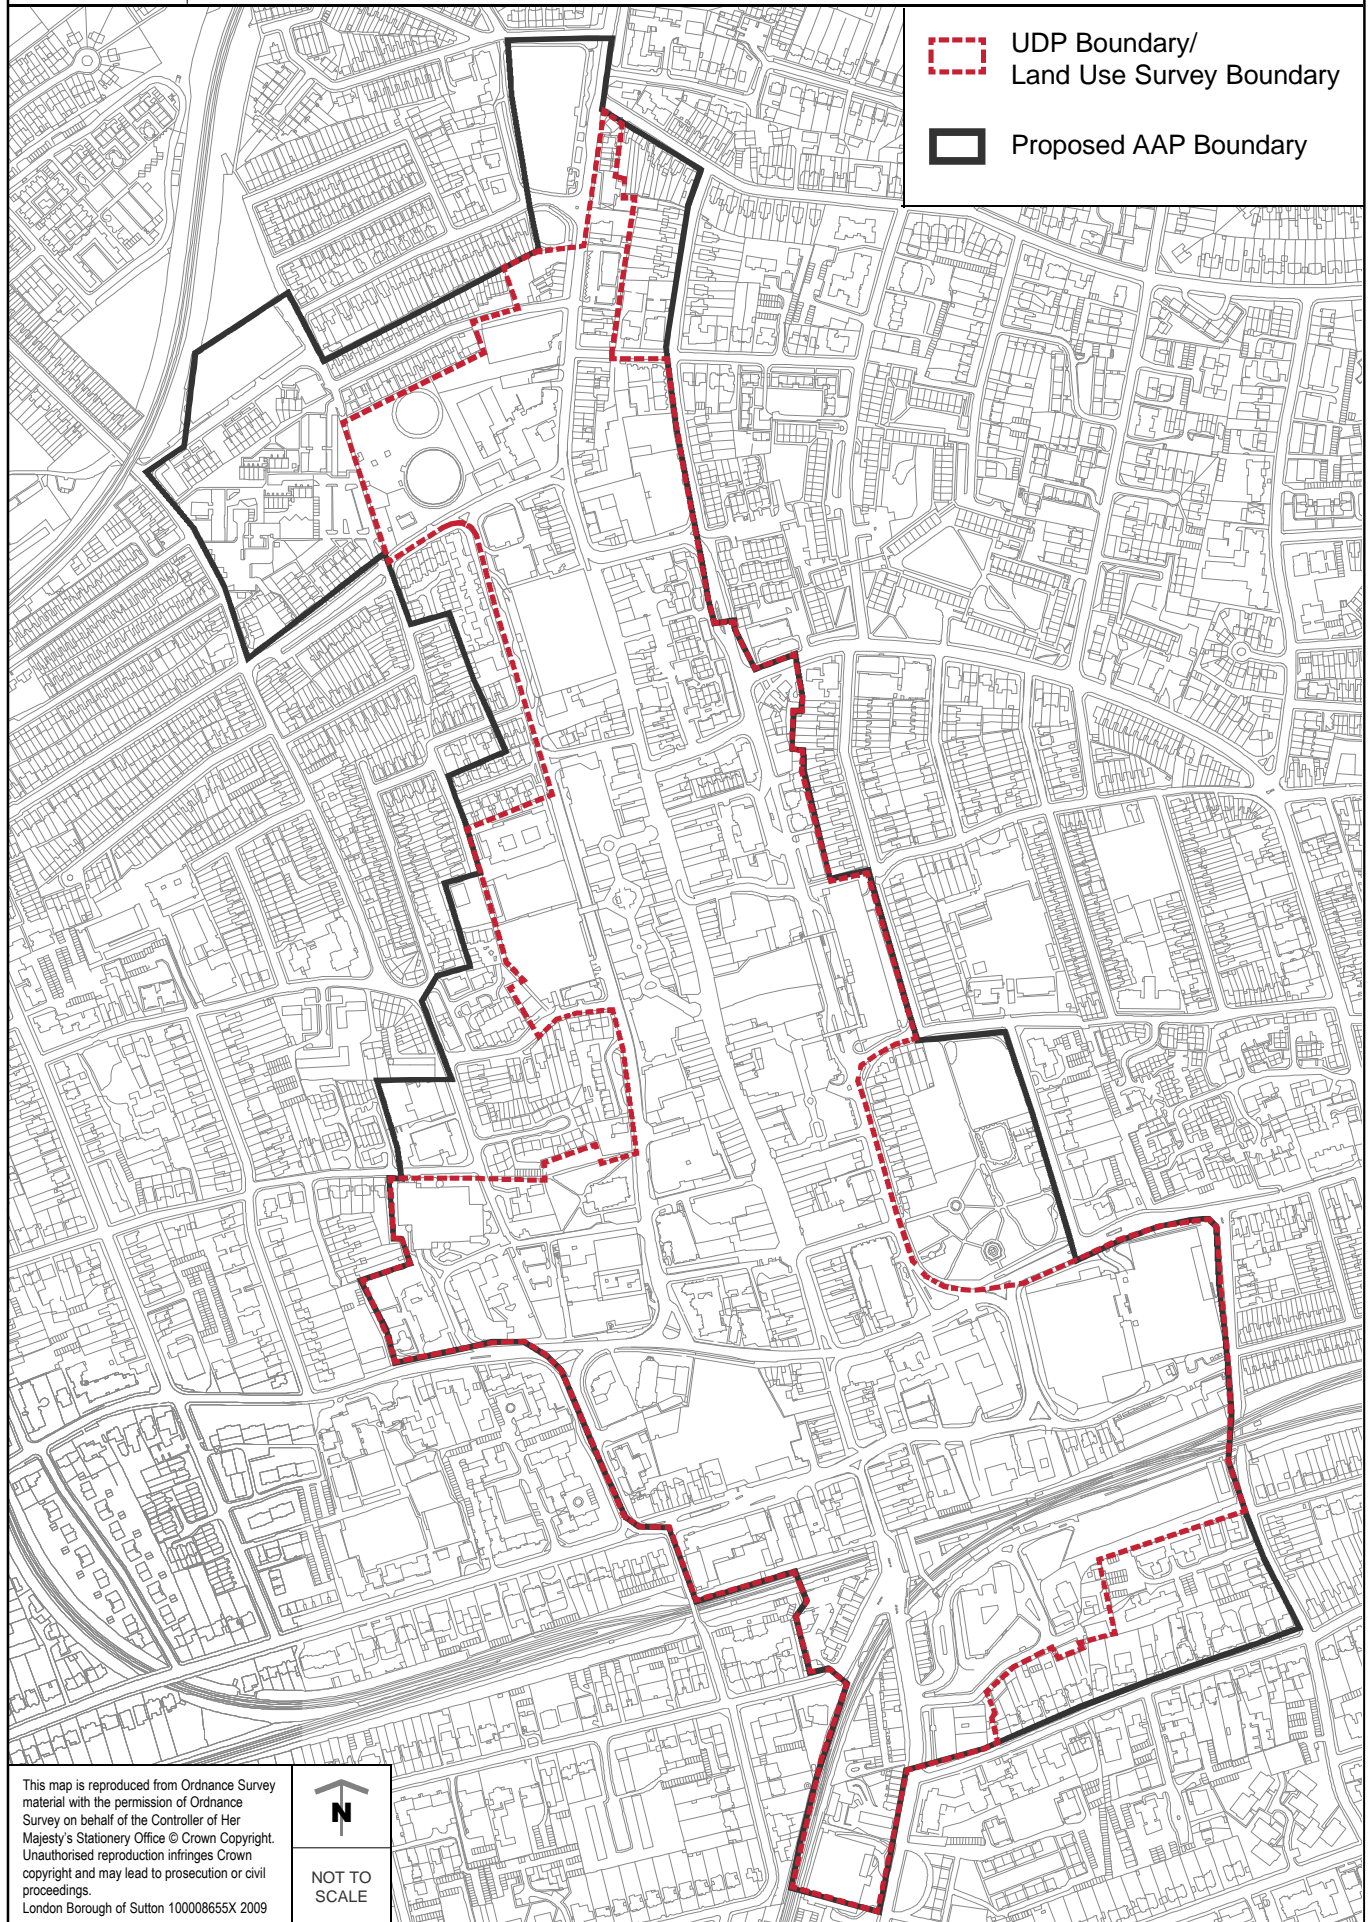 UDP Boundary/
Land Use Survey Boundary
Proposed AAP Boundary
This map is reproduced from Ordnance Survey
material with the permission of Ordnance
Survey on behalf of the Controller of Her
Majesty's Stationery Office © Crown Copyright.
Unauthorised reproduction infringes Crown
copyright and may lead to prosecution or civil
proceedings.
London Borough of Sutton 100008655X 2009
N
NOT TO
SCALE